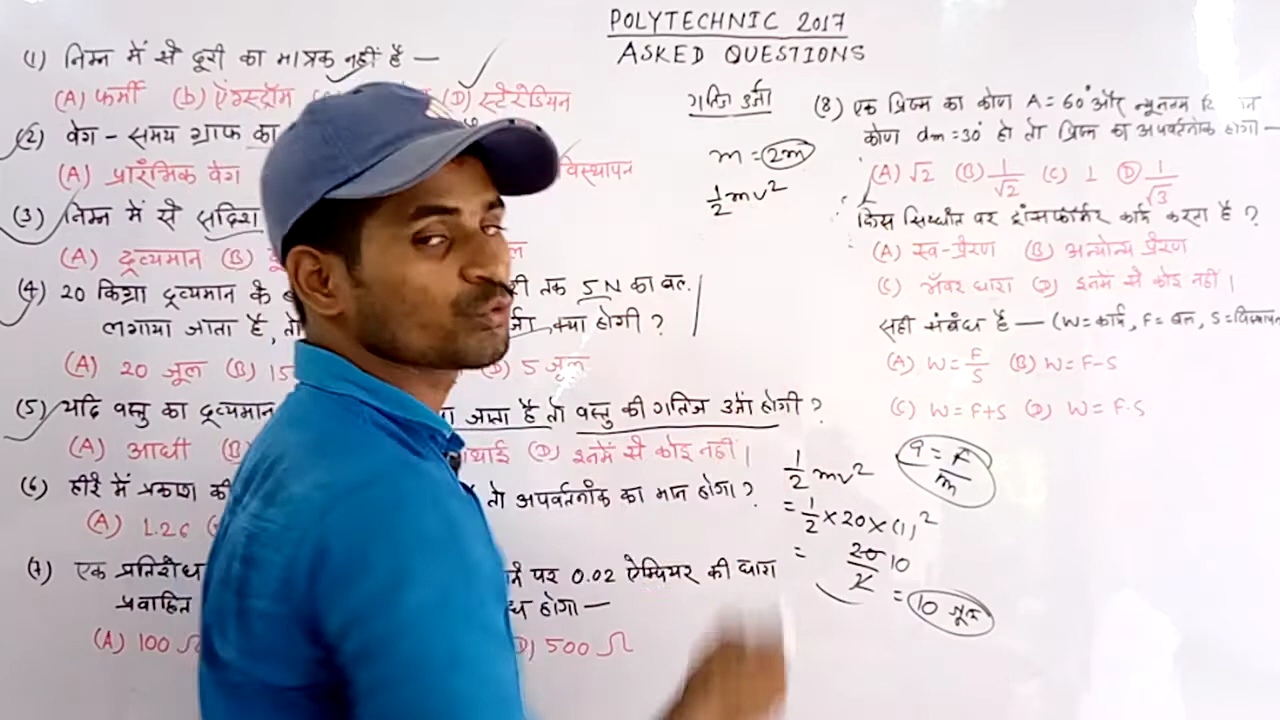 POLYTECHNIC 2017
ASKED QUESTIONS
(1) निम्न में से दूरी का मात्रक नहीं है —
(A) फर्मी (b) ऐंग्स्ट्रॉम (D) स्टेरेडियन
(2) वेग - समय ग्राफ का
(A) प्रारंम्भिक वेग विस्थापन
(3) निम्न में से सदिश
(A) द्रव्यमान (B)
(4) 20 किग्रा द्रव्यमान के तक 5N का बल
लगाया जाता है, तो क्या होगी ?
(A) 20 जूल (B) 15 (D) 5 जूल
(5) यदि वस्तु का द्रव्यमान जाता है तो वस्तु की गतिज उर्जा होगी ?
(A) आधी (B) (D) इनमें से कोई नहीं |
(6) हीरे में प्रकाश की तो अपवर्तनाँक का मान होगा ?
(A) 1.26
(7) एक प्रतिरोध पर 0.02 ऐम्पियर की धारा
प्रवाहित होगा —
(A) 100 Ω (D) 500 Ω
गतिज उर्जा
m = 2m
1/2 mv²
(8) एक प्रिज्म का कोण A = 60° और न्यूनतम
कोण dm = 30° हो तो प्रिज्म का अपवर्तनांक होगा —
(A) √2 (B) 1/√2 (C) 1 (D) 1/√3
किस सिध्धांत पर ट्रांसफॉर्मर कार्य करता है ?
(A) स्व-प्रेरण (B) अन्योन्य प्रेरण
(C) भँवर धारा (D) इनमें से कोई नहीं |
सही संबंध है — (W=कार्य, F=बल, S=विस्थापन
(A) W = F/S (B) W = F-S
(C) W = F+S (D) W = F·S
1/2 mv²
= 1/2 × 20 × (1)²
= 20/2 10
= 10 जूल
a = F/m